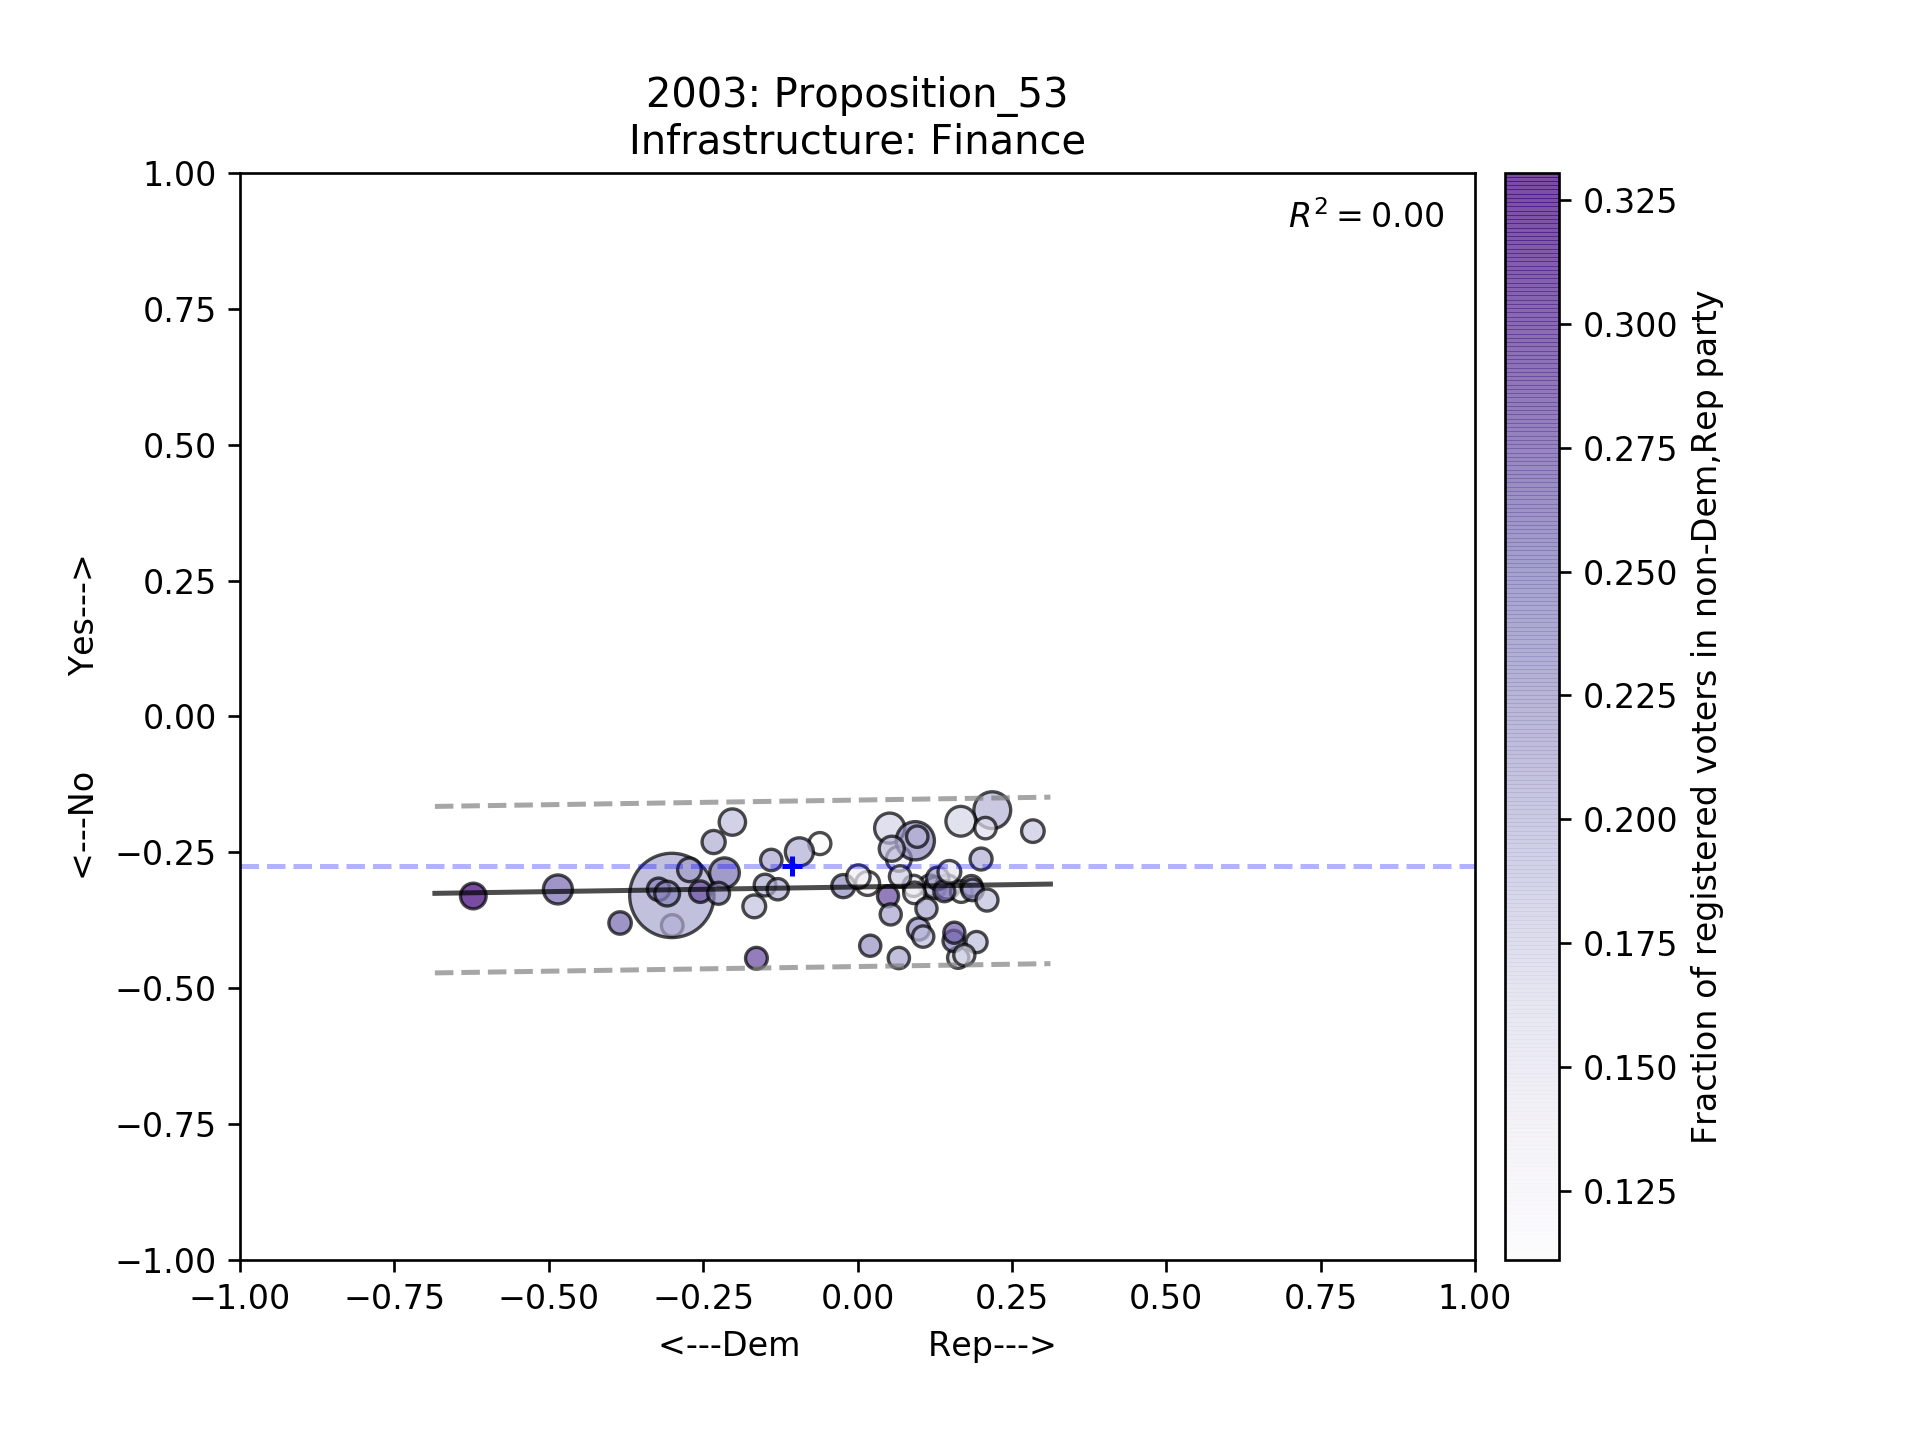 2003: Proposition_53
Infrastructure: Finance
R² = 0.00
1.00
0.75
0.50
0.25
0.00
−0.25
−0.50
−0.75
−1.00
<---No Yes--->
−1.00 −0.75 −0.50 −0.25 0.00 0.25 0.50 0.75 1.00
<---Dem Rep--->
0.325
0.300
0.275
0.250
0.225
0.200
0.175
0.150
0.125
Fraction of registered voters in non-Dem,Rep party